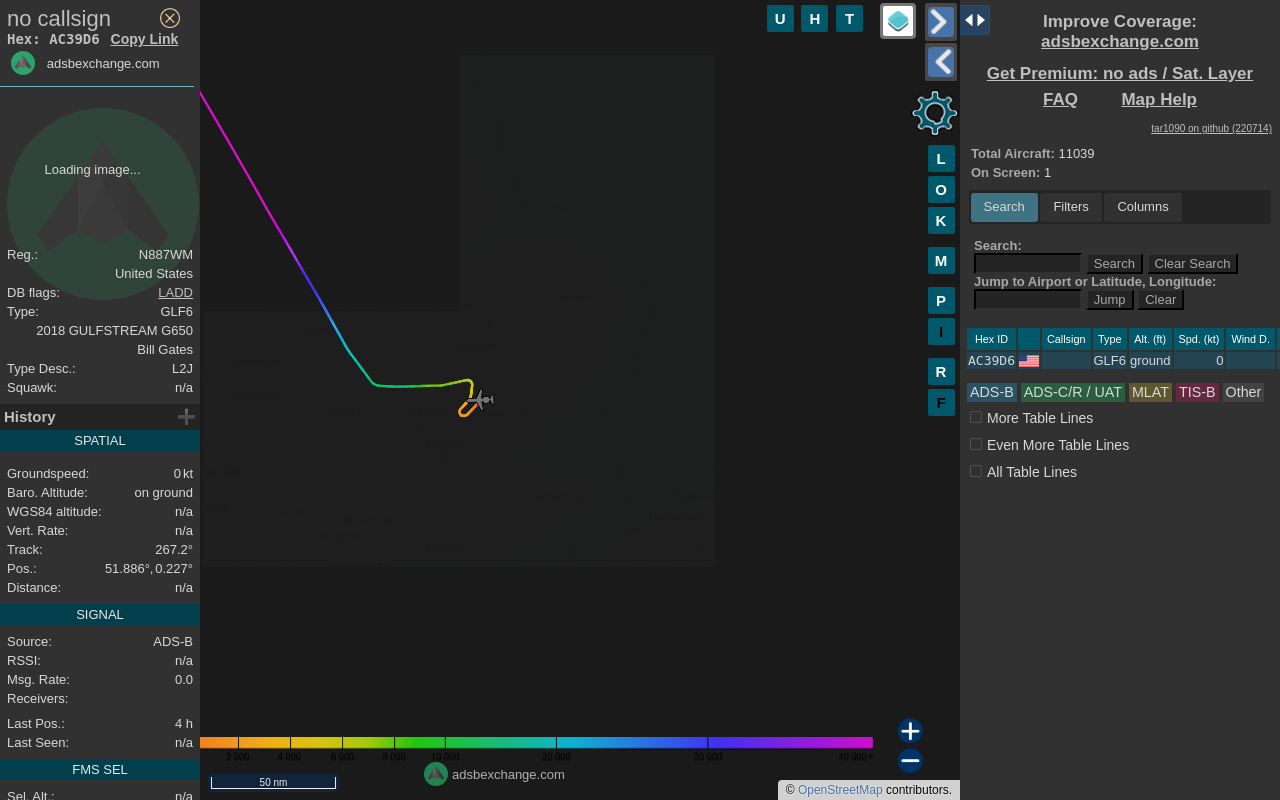 no callsign
Hex: AC39D6 Copy Link
adsbexchange.com
Loading image...
Reg.: N887WM
United States
DB flags: LADD
Type: GLF6
2018 GULFSTREAM G650
Bill Gates
Type Desc.: L2J
Squawk: n/a
History
SPATIAL
Groundspeed: 0 kt
Baro. Altitude: on ground
WGS84 altitude: n/a
Vert. Rate: n/a
Track: 267.2°
Pos.: 51.886°, 0.227°
Distance: n/a
SIGNAL
Source: ADS-B
RSSI: n/a
Msg. Rate: 0.0
Receivers:
Last Pos.: 4 h
Last Seen: n/a
FMS SEL
Sel. Alt.: n/a
U H T
L
O
K
M
P
I
R
F
2 000 4 000 6 000 8 000 10 000 20 000 30 000 40 000+
50 nm
adsbexchange.com
© OpenStreetMap contributors.
Improve Coverage:
adsbexchange.com
Get Premium: no ads / Sat. Layer
FAQ Map Help
tar1090 on github (220714)
Total Aircraft: 11039
On Screen: 1
Search Filters Columns
Search:
Search Clear Search
Jump to Airport or Latitude, Longitude:
Jump Clear
Hex ID Callsign Type Alt. (ft) Spd. (kt) Wind D.
AC39D6 GLF6 ground 0
ADS-B ADS-C/R / UAT MLAT TIS-B Other
More Table Lines
Even More Table Lines
All Table Lines